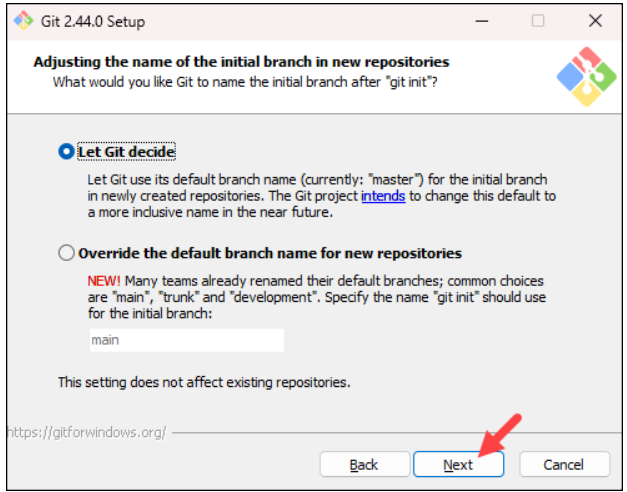 Git 2.44.0 Setup
Adjusting the name of the initial branch in new repositories
What would you like Git to name the initial branch after "git init"?
Let Git decide
Let Git use its default branch name (currently: "master") for the initial branch
in newly created repositories. The Git project intends to change this default to
a more inclusive name in the near future.
Override the default branch name for new repositories
NEW! Many teams already renamed their default branches; common choices
are "main", "trunk" and "development". Specify the name "git init" should use
for the initial branch:
main
This setting does not affect existing repositories.
https://gitforwindows.org/
Back Next Cancel